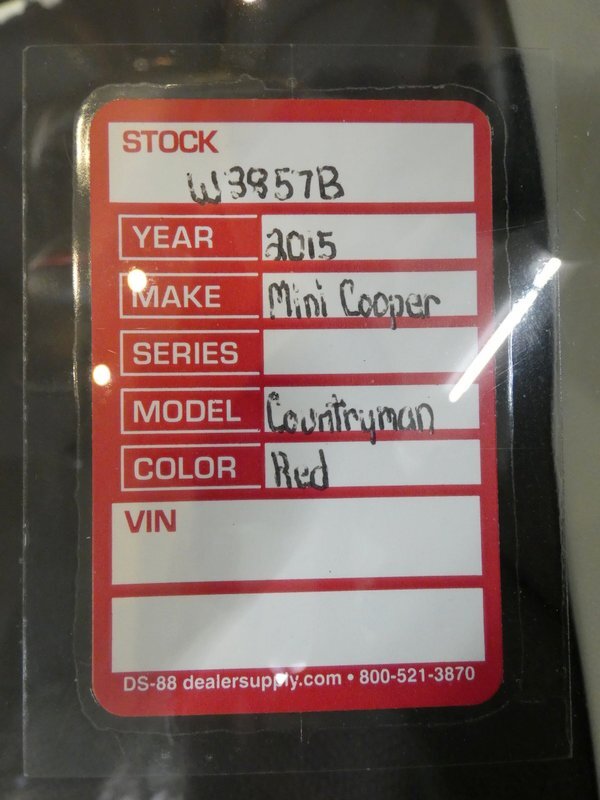 STOCK
W3957B
YEAR 2015
MAKE Mini Cooper
SERIES
MODEL Countryman
COLOR Red
VIN
DS-88 dealersupply.com • 800-521-3870